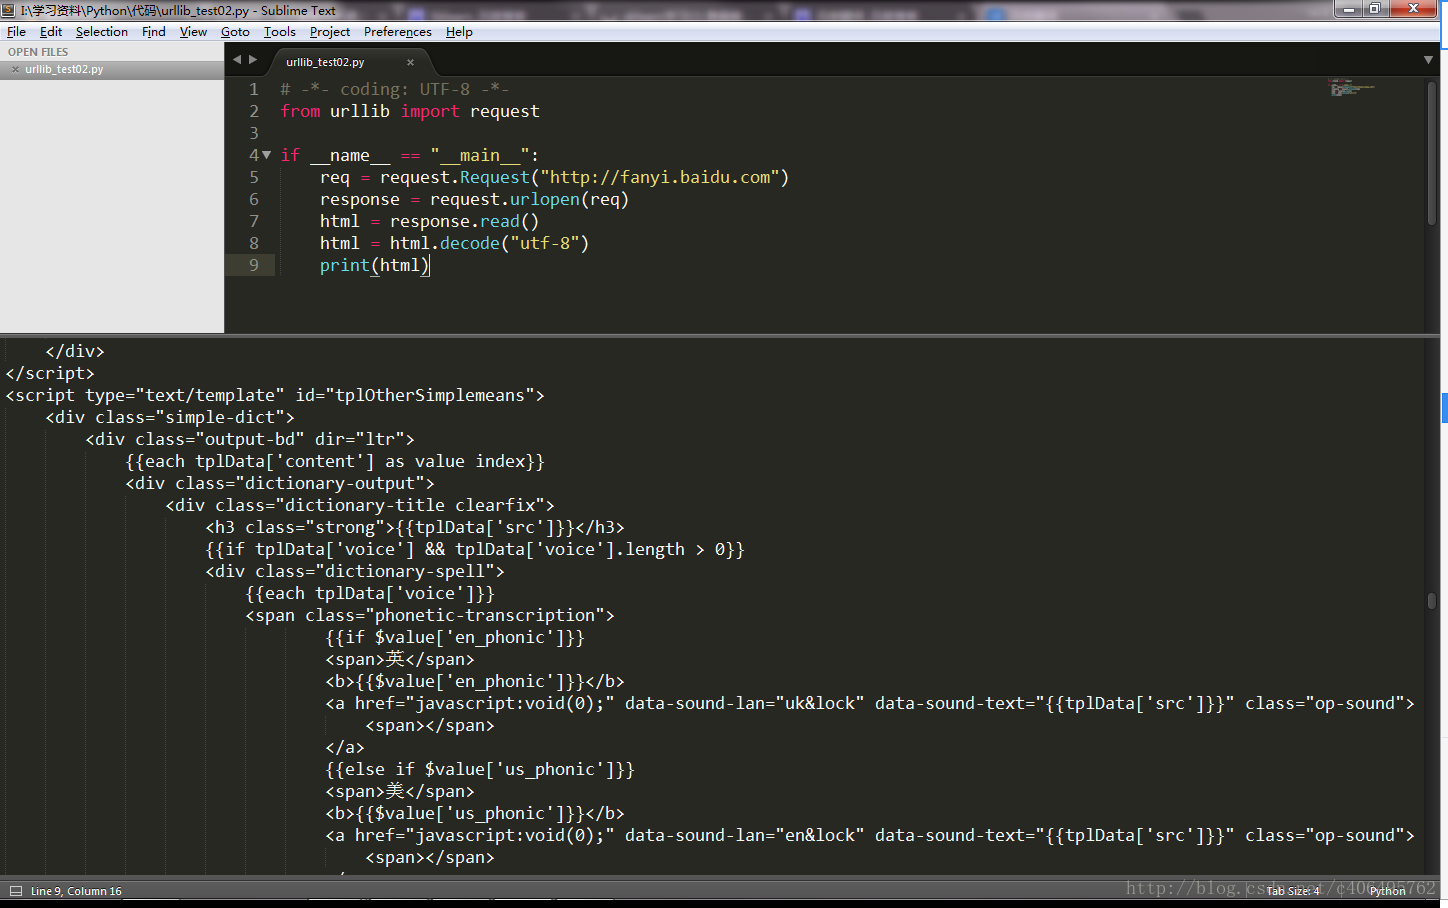 I:\学习资料\Python\代码\urllib_test02.py - Sublime Text
File Edit Selection Find View Goto Tools Project Preferences Help
OPEN FILES
urllib_test02.py
urllib_test02.py
1 # -*- coding: UTF-8 -*-
2 from urllib import request
3
4 if __name__ == "__main__":
5 req = request.Request("http://fanyi.baidu.com")
6 response = request.urlopen(req)
7 html = response.read()
8 html = html.decode("utf-8")
9 print(html)
</div>
</script>
<script type="text/template" id="tplOtherSimplemeans">
<div class="simple-dict">
<div class="output-bd" dir="ltr">
{{each tplData['content'] as value index}}
<div class="dictionary-output">
<div class="dictionary-title clearfix">
<h3 class="strong">{{tplData['src']}}</h3>
{{if tplData['voice'] && tplData['voice'].length > 0}}
<div class="dictionary-spell">
{{each tplData['voice']}}
<span class="phonetic-transcription">
{{if $value['en_phonic']}}
<span>英</span>
<b>{{$value['en_phonic']}}</b>
<a href="javascript:void(0);" data-sound-lan="uk&lock" data-sound-text="{{tplData['src']}}" class="op-sound">
<span></span>
</a>
{{else if $value['us_phonic']}}
<span>美</span>
<b>{{$value['us_phonic']}}</b>
<a href="javascript:void(0);" data-sound-lan="en&lock" data-sound-text="{{tplData['src']}}" class="op-sound">
<span></span>
Line 9, Column 16
http://blog.csdn.net/c406495762
Tab Size: 4
Python